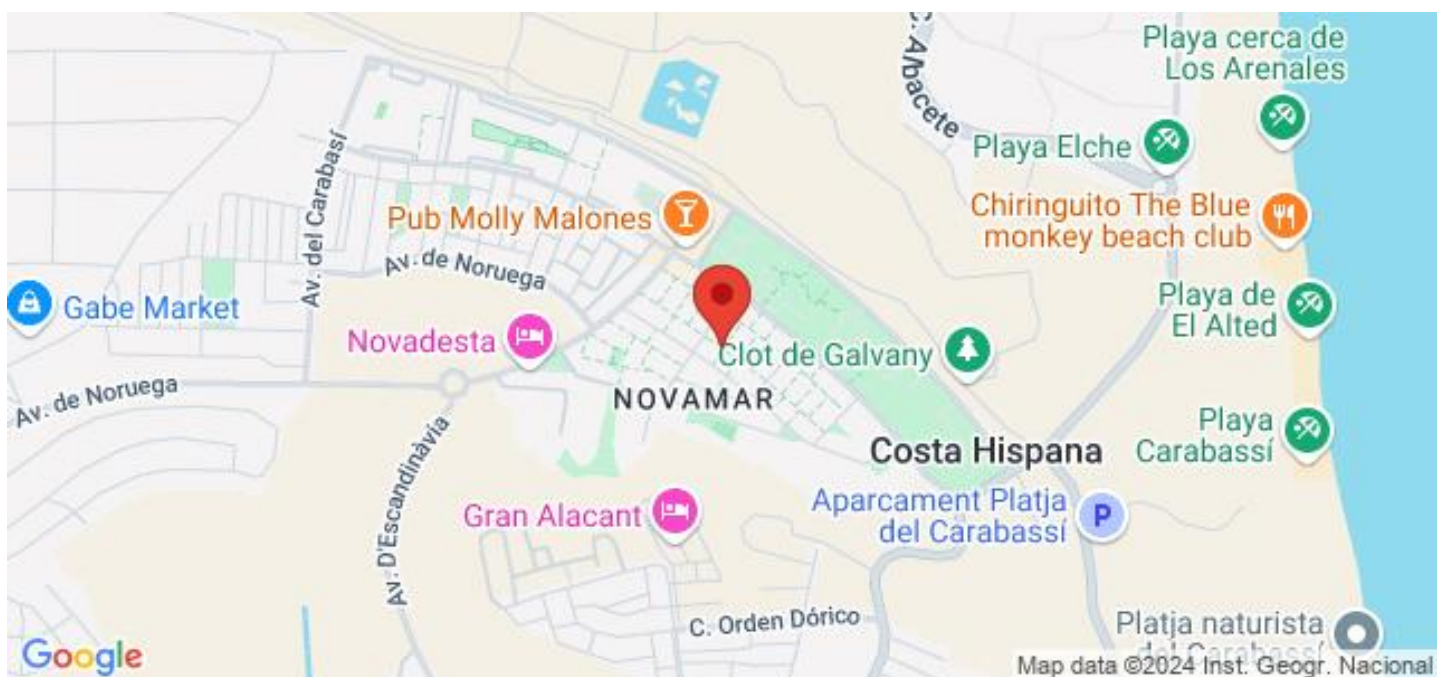 Playa cerca de
Los Arenales
C. Albacete
Playa Elche
Av. del Carabasí
Pub Molly Malones
Chiringuito The Blue
monkey beach club
Av. de Noruega
Gabe Market
Playa de
El Alted
Novadesta
Clot de Galvany
Av. de Noruega
NOVAMAR
Playa
Carabassí
Costa Hispana
Av. D'Escandinàvia
Gran Alacant
Aparcament Platja
del Carabassí
P
C. Orden Dórico
Platja naturista
del Carabassí
Google
Map data ©2024 Inst. Geogr. Nacional